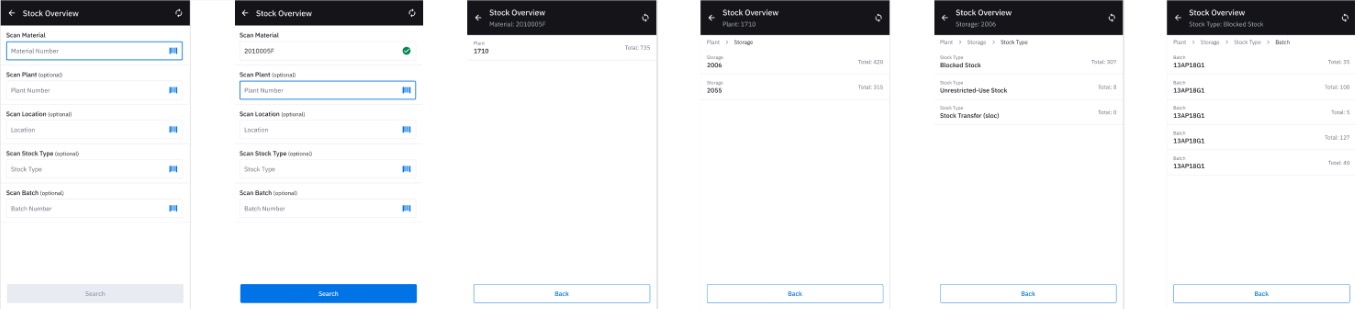 Stock Overview
Scan Material
Material Number
Scan Plant (optional)
Plant Number
Scan Location (optional)
Location
Scan Stock Type (optional)
Stock Type
Scan Batch (optional)
Batch Number
Search
Stock Overview
Scan Material
2010005F
Scan Plant (optional)
Plant Number
Scan Location (optional)
Location
Scan Stock Type (optional)
Stock Type
Scan Batch (optional)
Batch Number
Search
Stock Overview
Material: 2010005F
Plant
1710 Total: 735
Back
Stock Overview
Plant: 1710
Plant > Storage
Storage
2006 Total: 420
Storage
2055 Total: 315
Back
Stock Overview
Storage: 2006
Plant > Storage > Stock Type
Stock Type
Blocked Stock Total: 307
Stock Type
Unrestricted-Use Stock Total: 8
Stock Type
Stock Transfer (sloc) Total: 0
Back
Stock Overview
Stock Type: Blocked Stock
Plant > Storage > Stock Type > Batch
Batch
13AP18G1 Total: 35
Batch
13AP18G1 Total: 100
Batch
13AP18G1 Total: 5
Batch
13AP18G1 Total: 127
Batch
13AP18G1 Total: 40
Back